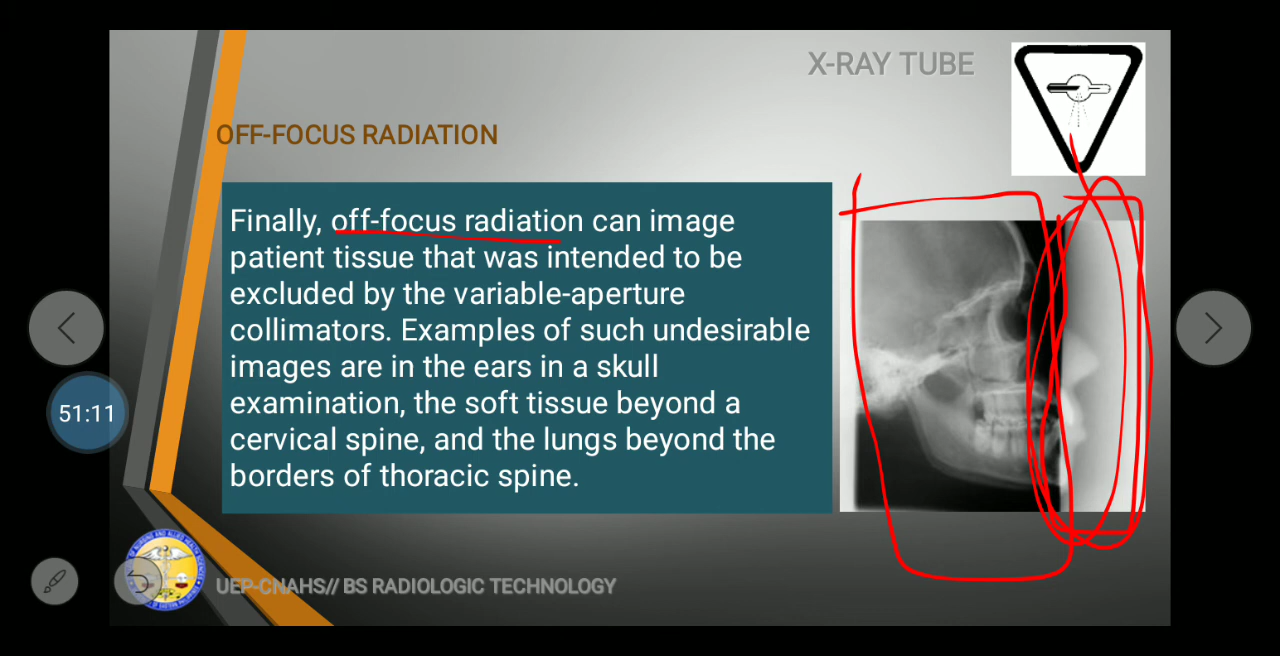 X-RAY TUBE
OFF-FOCUS RADIATION
Finally, off-focus radiation can image
patient tissue that was intended to be
excluded by the variable-aperture
collimators. Examples of such undesirable
images are in the ears in a skull
examination, the soft tissue beyond a
cervical spine, and the lungs beyond the
borders of thoracic spine.
51:11
UEP-CNAHS// BS RADIOLOGIC TECHNOLOGY